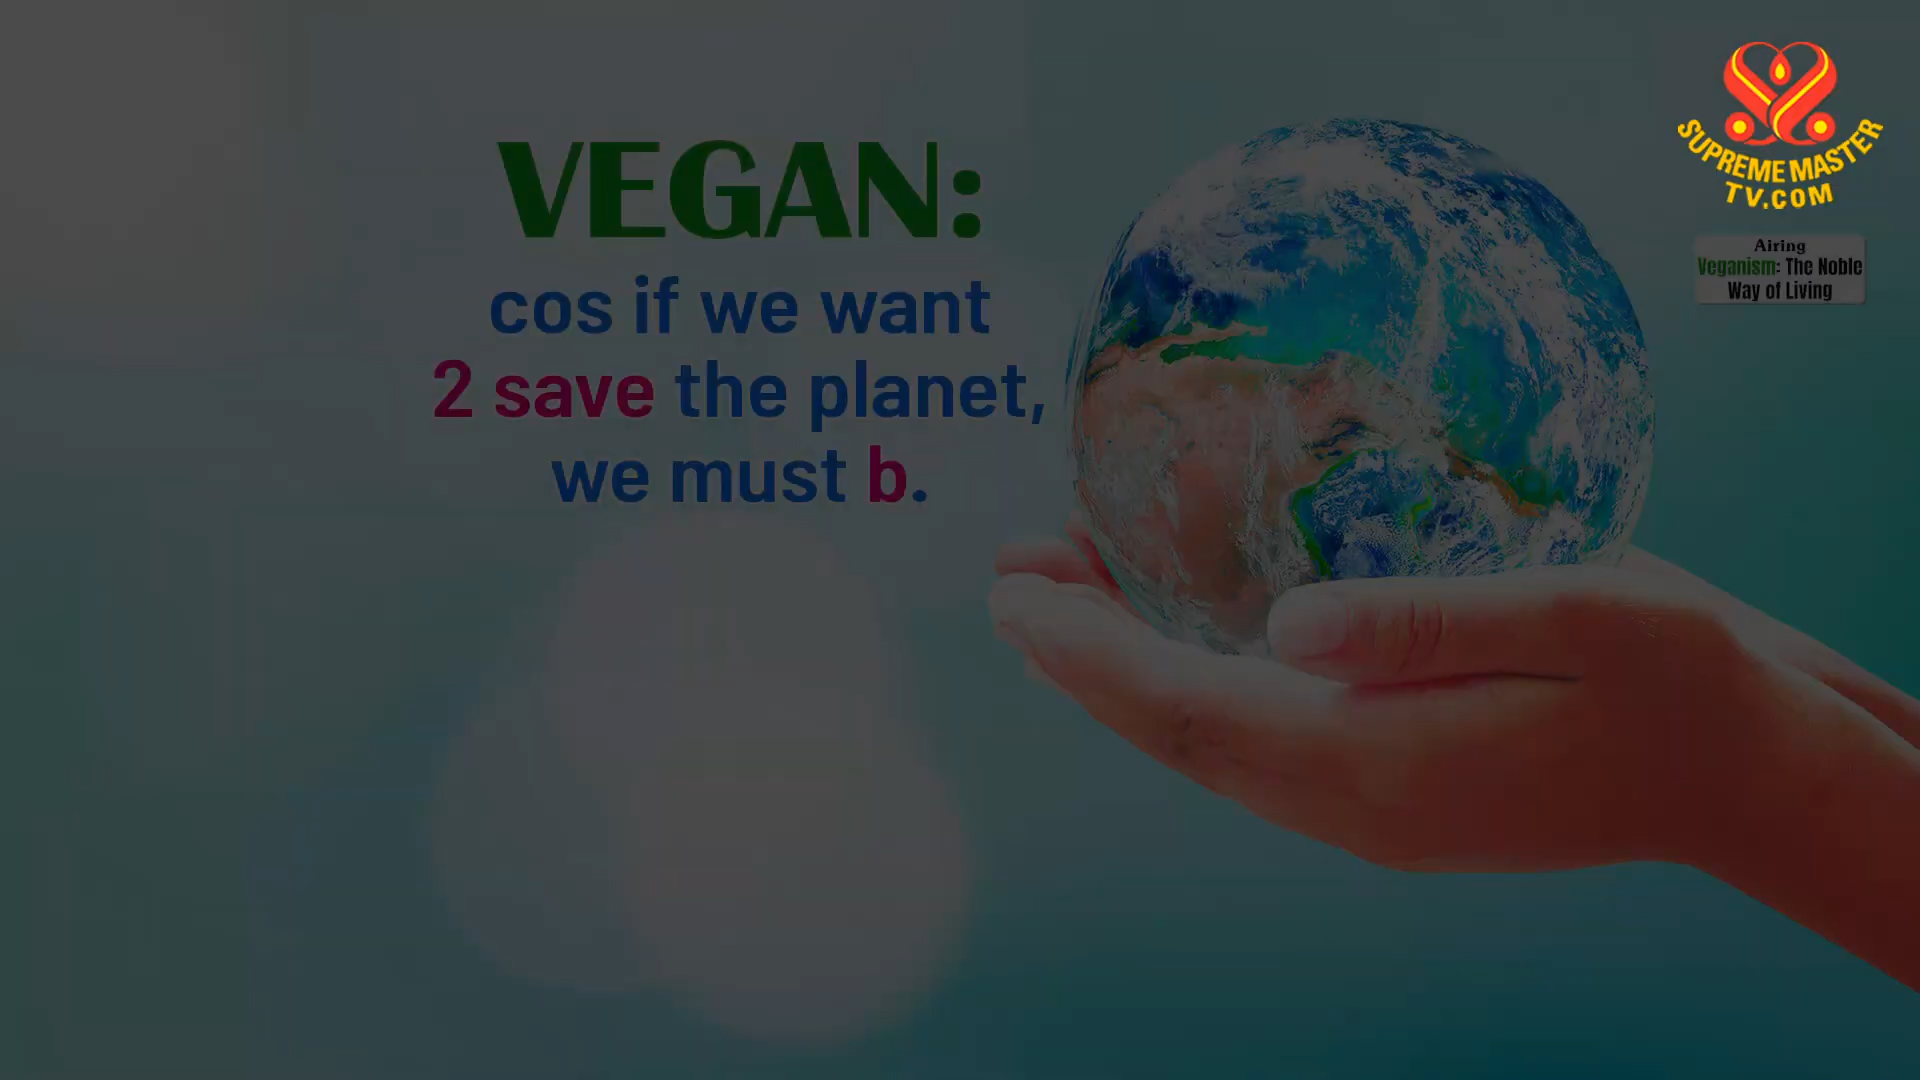 VEGAN:
cos if we want
2 save the planet,
we must b.
SUPREME MASTER
TV.COM
Airing
Veganism: The Noble
Way of Living